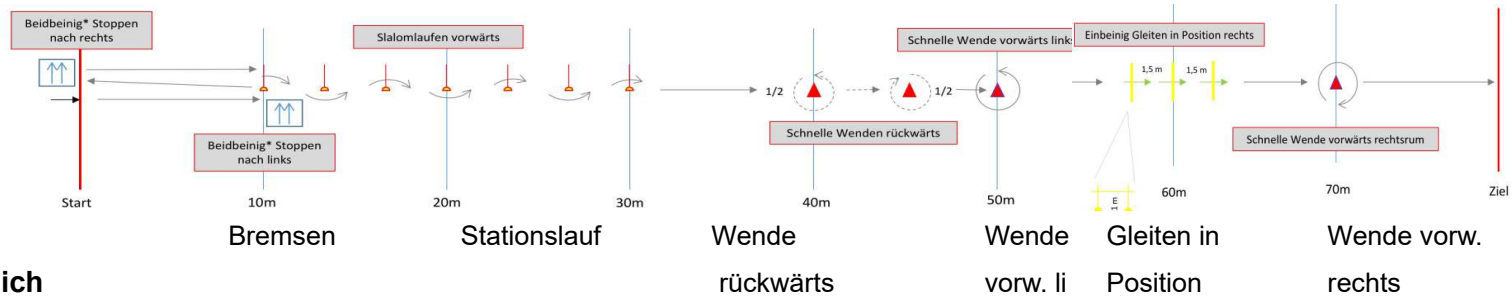 Beidbeinig* Stoppen
nach rechts
Slalomlaufen vorwärts
Schnelle Wende vorwärts links
Einbeinig Gleiten in Position rechts
1,5 m
1,5 m
1/2
1/2
Schnelle Wenden rückwärts
Beidbeinig* Stoppen
nach links
Schnelle Wende vorwärts rechtsrum
1 m
Start
10m
20m
30m
40m
50m
60m
70m
Ziel
Bremsen
Stationslauf
Wende
rückwärts
Wende
vorw. li
Gleiten in
Position
Wende vorw.
rechts
ich